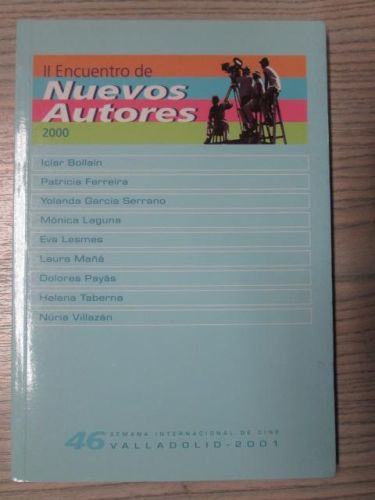 II Encuentro de
Nuevos
Autores
2000
Icíar Bollaín
Patricia Ferreira
Yolanda García Serrano
Mónica Laguna
Eva Lesmes
Laura Mañá
Dolores Payás
Helena Taberna
Núria Villazán
46 SEMANA INTERNACIONAL DE CINE
VALLADOLID - 2001